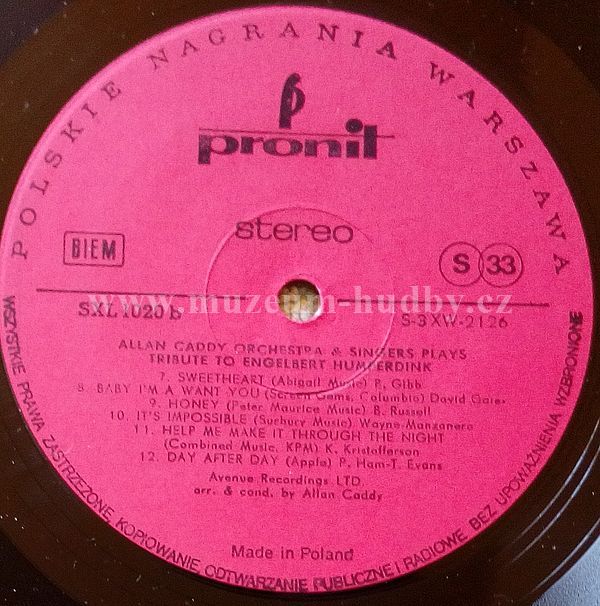 POLSKIE NAGRANIA WARSZAWA
pronit
stereo
BIEM
S 33
www.muzeum-hudby.cz
SXL 1020 b
S-3XW-2126
ALLAN CADDY ORCHESTRA & SINGERS PLAYS
TRIBUTE TO ENGELBERT HUMPERDINK
7. SWEETHEART (Abigail Music) R. Gibb
8. BABY I'M A WANT YOU (Screen Gems, Columbia) David Gates
9. HONEY (Peter Maurice Music) B. Russell
10. IT'S IMPOSSIBLE (Sunbury Music) Wayne-Manzanero
11. HELP ME MAKE IT THROUGH THE NIGHT
(Combined Music, KPM) K. Kristofferson
12. DAY AFTER DAY (Apple) P. Ham-T. Evans
Avenue Recordings LTD.
arr. & cond. by Allan Caddy
Made in Poland
WSZYSTKIE PRAWA ZASTRZEŻONE, KOPIOWANIE, ODTWARZANIE PUBLICZNE I RADIOWE BEZ UPOWAŻNIENIA WZBRONIONE